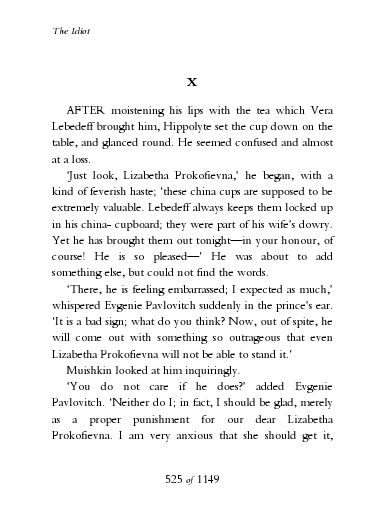 The Idiot
X
AFTER moistening his lips with the tea which Vera
Lebedeff brought him, Hippolyte set the cup down on the
table, and glanced round. He seemed confused and almost
at a loss.
‘Just look, Lizabetha Prokofievna,’ he began, with a
kind of feverish haste; ‘these china cups are supposed to be
extremely valuable. Lebedeff always keeps them locked up
in his china- cupboard; they were part of his wife’s dowry.
Yet he has brought them out tonight—in your honour, of
course! He is so pleased—’ He was about to add
something else, but could not find the words.
‘There, he is feeling embarrassed; I expected as much,’
whispered Evgenie Pavlovitch suddenly in the prince’s ear.
‘It is a bad sign; what do you think? Now, out of spite, he
will come out with something so outrageous that even
Lizabetha Prokofievna will not be able to stand it.’
Muishkin looked at him inquiringly.
‘You do not care if he does?’ added Evgenie
Pavlovitch. ‘Neither do I; in fact, I should be glad, merely
as a proper punishment for our dear Lizabetha
Prokofievna. I am very anxious that she should get it,
525 of 1149